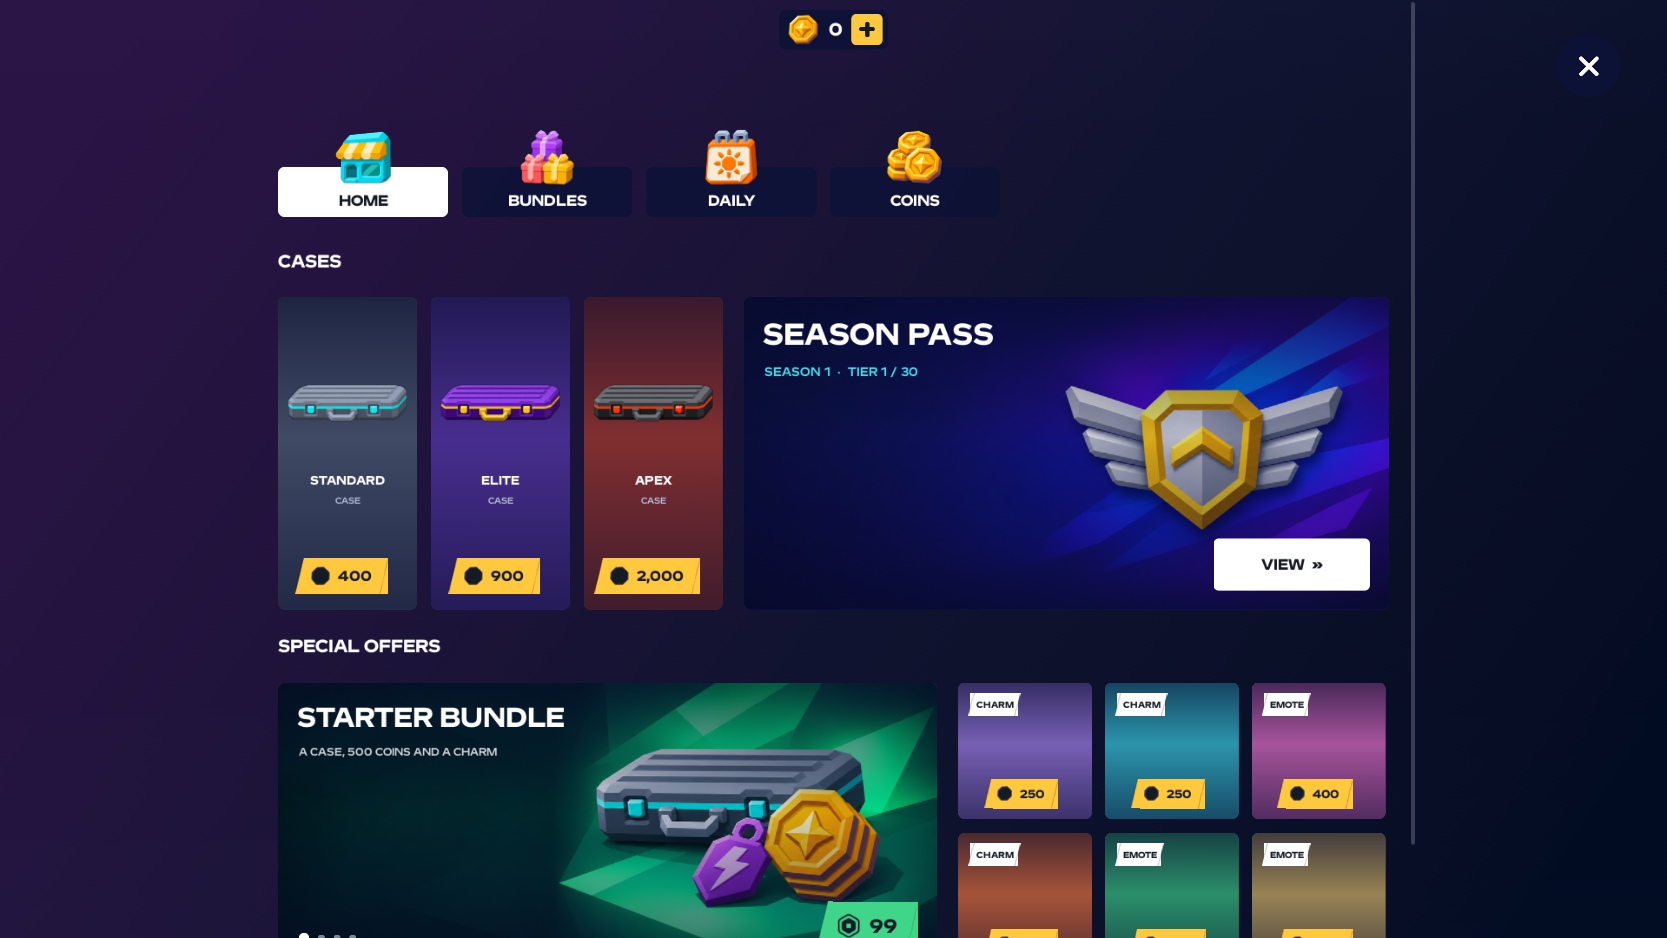 0
HOME
BUNDLES
DAILY
COINS
CASES
STANDARD
CASE
400
ELITE
CASE
900
APEX
CASE
2,000
SEASON PASS
SEASON 1 · TIER 1 / 30
VIEW »
SPECIAL OFFERS
STARTER BUNDLE
A CASE, 500 COINS AND A CHARM
99
CHARM
250
CHARM
250
EMOTE
400
CHARM
EMOTE
EMOTE